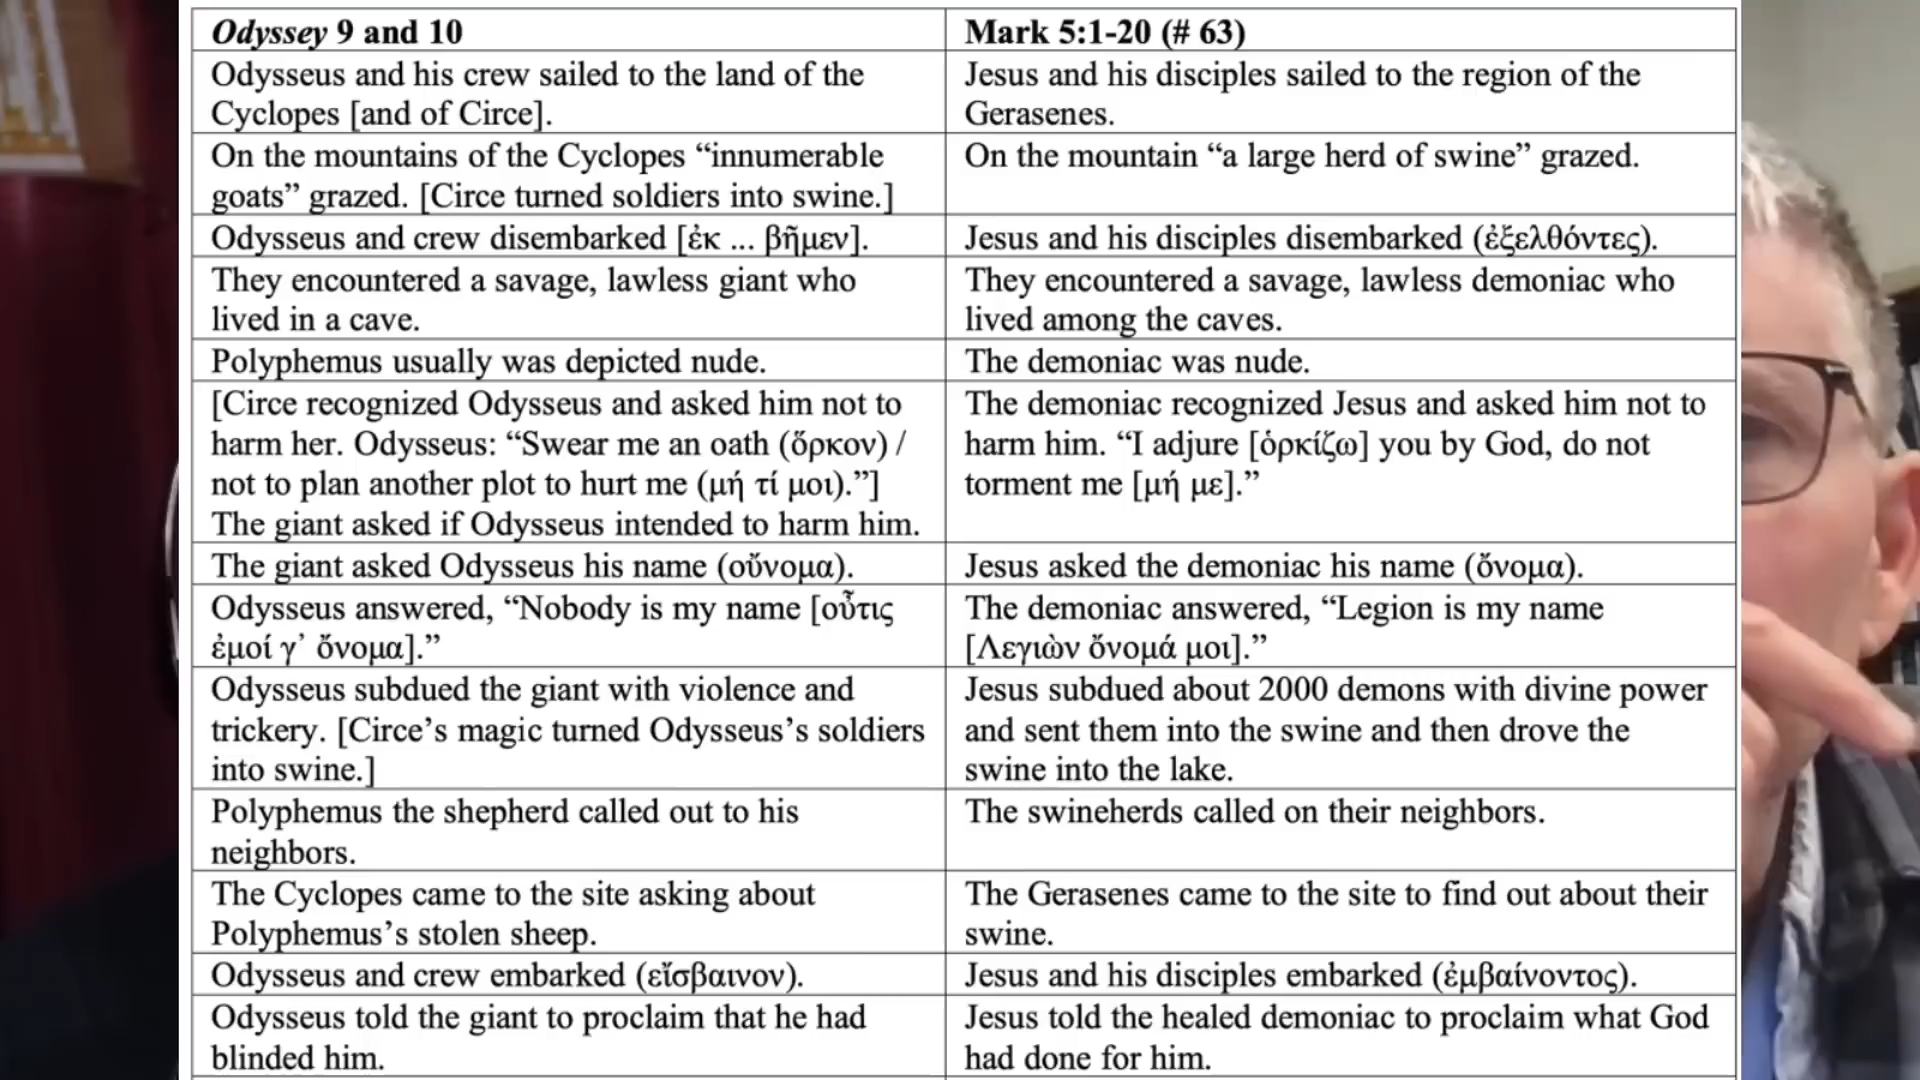 Odyssey 9 and 10
Mark 5:1-20 (# 63)
Odysseus and his crew sailed to the land of the
Cyclopes [and of Circe].
Jesus and his disciples sailed to the region of the
Gerasenes.
On the mountains of the Cyclopes “innumerable
goats” grazed. [Circe turned soldiers into swine.]
On the mountain “a large herd of swine” grazed.
Odysseus and crew disembarked [ἐκ ... βῆμεν].
Jesus and his disciples disembarked (ἐξελθόντες).
They encountered a savage, lawless giant who
lived in a cave.
They encountered a savage, lawless demoniac who
lived among the caves.
Polyphemus usually was depicted nude.
The demoniac was nude.
[Circe recognized Odysseus and asked him not to
harm her. Odysseus: “Swear me an oath (ὅρκον) /
not to plan another plot to hurt me (μή τί μοι).”]
The giant asked if Odysseus intended to harm him.
The demoniac recognized Jesus and asked him not to
harm him. “I adjure [ὁρκίζω] you by God, do not
torment me [μή με].”
The giant asked Odysseus his name (οὔνομα).
Jesus asked the demoniac his name (ὄνομα).
Odysseus answered, “Nobody is my name [οὖτις
ἐμοί γ᾽ ὄνομα].”
The demoniac answered, “Legion is my name
[Λεγιὼν ὄνομά μοι].”
Odysseus subdued the giant with violence and
trickery. [Circe’s magic turned Odysseus’s soldiers
into swine.]
Jesus subdued about 2000 demons with divine power
and sent them into the swine and then drove the
swine into the lake.
Polyphemus the shepherd called out to his
neighbors.
The swineherds called on their neighbors.
The Cyclopes came to the site asking about
Polyphemus’s stolen sheep.
The Gerasenes came to the site to find out about their
swine.
Odysseus and crew embarked (εἴσβαινον).
Jesus and his disciples embarked (ἐμβαίνοντος).
Odysseus told the giant to proclaim that he had
blinded him.
Jesus told the healed demoniac to proclaim what God
had done for him.